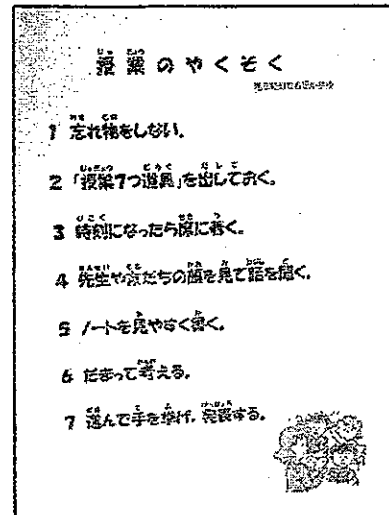 授業のやくそく
1 忘れ物をしない。
2 「授業7つ道具」を出しておく。
3 時刻になったら席に着く。
4 先生や友だちの顔を見て話を聞く。
5 ノートを見やすく書く。
6 だまって考える。
7 進んで手を挙げ、発表する。